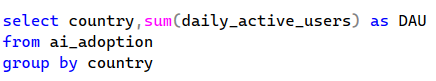 select country,sum(daily_active_users) as DAU
from ai_adoption
group by country